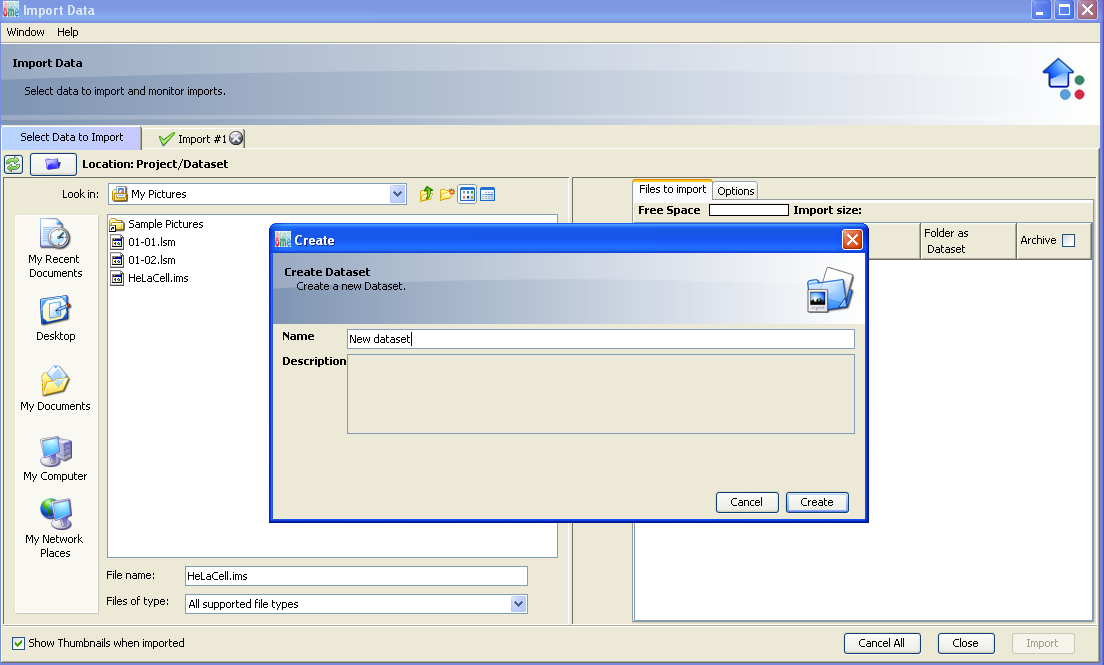 ome Import Data
Window Help
Import Data
Select data to import and monitor imports.
Select Data to Import
Import #1
Location: Project/Dataset
Look in:
My Pictures
My Recent
Documents
Desktop
My Documents
My Computer
My Network
Places
Sample Pictures
01-01.lsm
01-02.lsm
HeLaCell.ims
File name:
HeLaCell.ims
Files of type:
All supported file types
Files to import
Options
Free Space
Import size:
Folder as
Dataset
Archive
ome Create
Create Dataset
Create a new Dataset.
Name
New dataset
Description
Cancel
Create
Show Thumbnails when imported
Cancel All
Close
Import